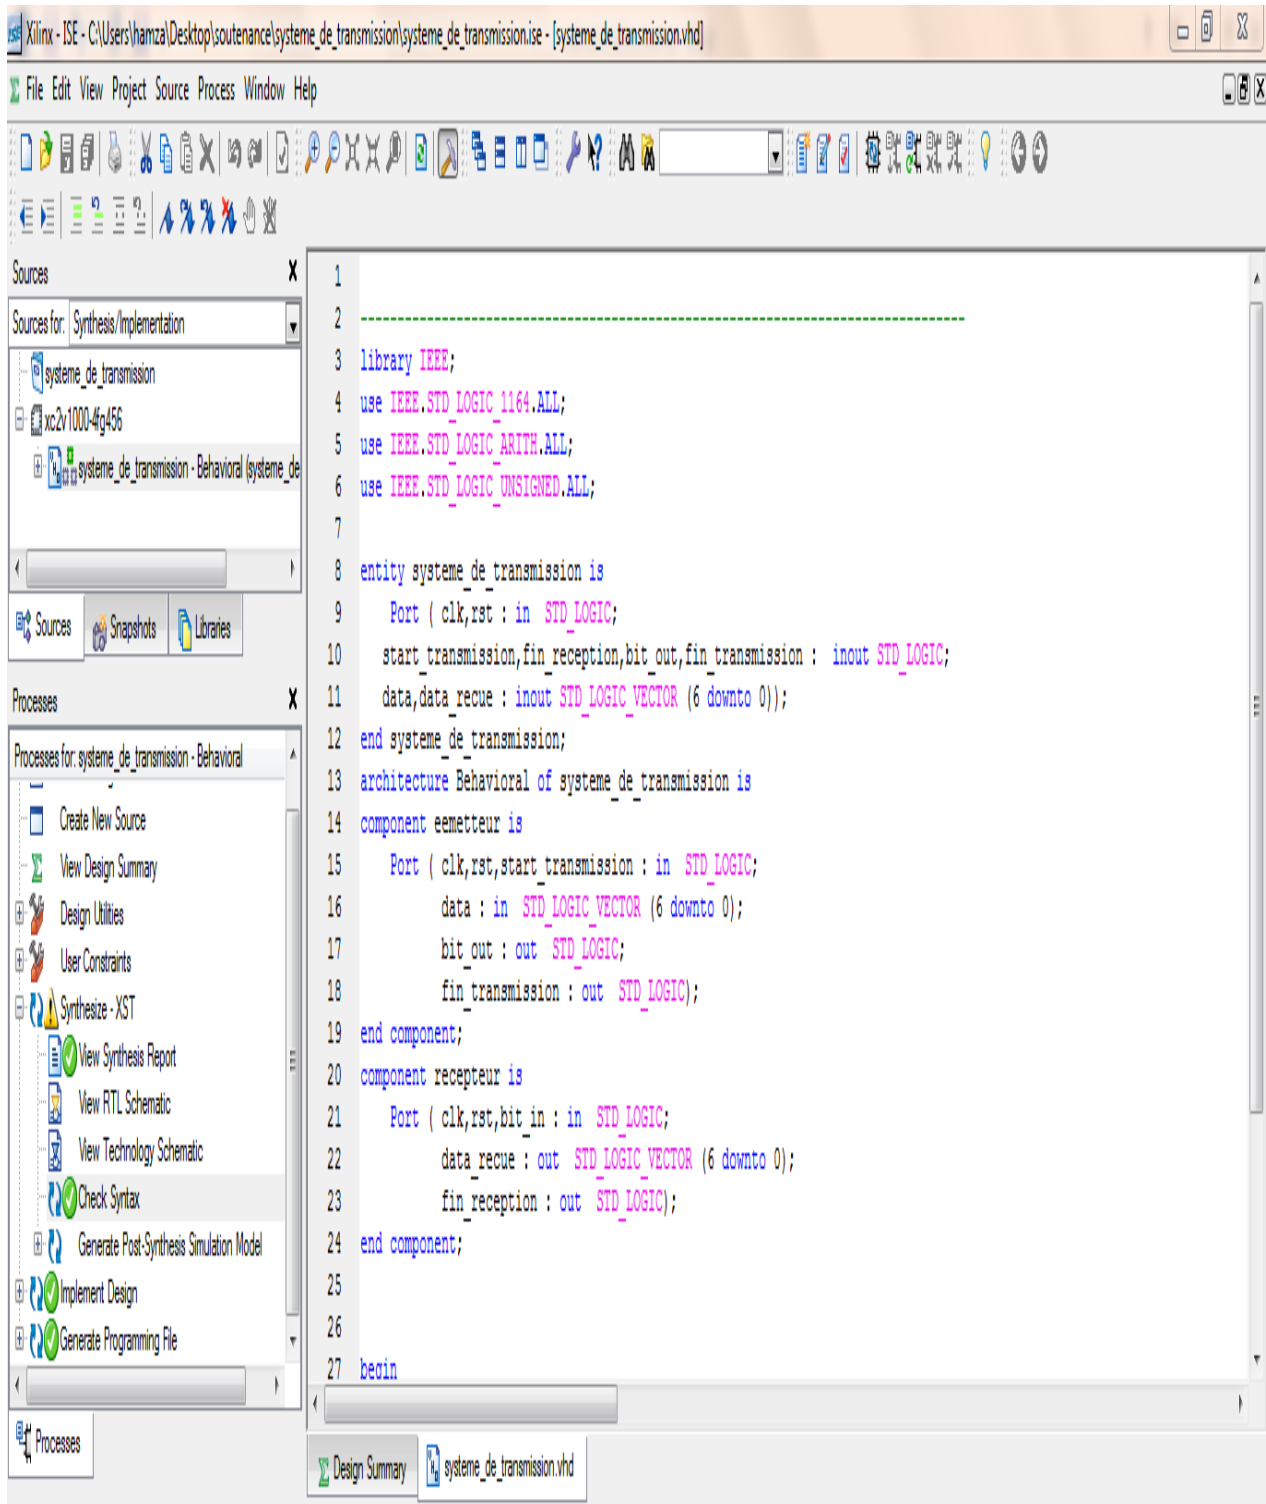 Xilinx - ISE - C:\Users\hamza\Desktop\soutenance\systeme_de_transmission\systeme_de_transmission.ise - [systeme_de_transmission.vhd]
File Edit View Project Source Process Window Help
Sources
Sources for: Synthesis/Implementation
systeme_de_transmission
xc2v1000-4fg456
systeme_de_transmission - Behavioral (systeme_de
Sources Snapshots Libraries
Processes
Processes for: systeme_de_transmission - Behavioral
Create New Source
View Design Summary
Design Utilities
User Constraints
Synthesize - XST
View Synthesis Report
View RTL Schematic
View Technology Schematic
Check Syntax
Generate Post-Synthesis Simulation Model
Implement Design
Generate Programming File
Processes
1
2 ----------------------------------------------------------------------------------
3 library IEEE;
4 use IEEE.STD_LOGIC_1164.ALL;
5 use IEEE.STD_LOGIC_ARITH.ALL;
6 use IEEE.STD_LOGIC_UNSIGNED.ALL;
7
8 entity systeme_de_transmission is
9 Port ( clk,rst : in STD_LOGIC;
10 start_transmission,fin_reception,bit_out,fin_transmission : inout STD_LOGIC;
11 data,data_recue : inout STD_LOGIC_VECTOR (6 downto 0));
12 end systeme_de_transmission;
13 architecture Behavioral of systeme_de_transmission is
14 component eemetteur is
15 Port ( clk,rst,start_transmission : in STD_LOGIC;
16 data : in STD_LOGIC_VECTOR (6 downto 0);
17 bit_out : out STD_LOGIC;
18 fin_transmission : out STD_LOGIC);
19 end component;
20 component recepteur is
21 Port ( clk,rst,bit_in : in STD_LOGIC;
22 data_recue : out STD_LOGIC_VECTOR (6 downto 0);
23 fin_reception : out STD_LOGIC);
24 end component;
25
26
27 begin
Design Summary systeme_de_transmission.vhd